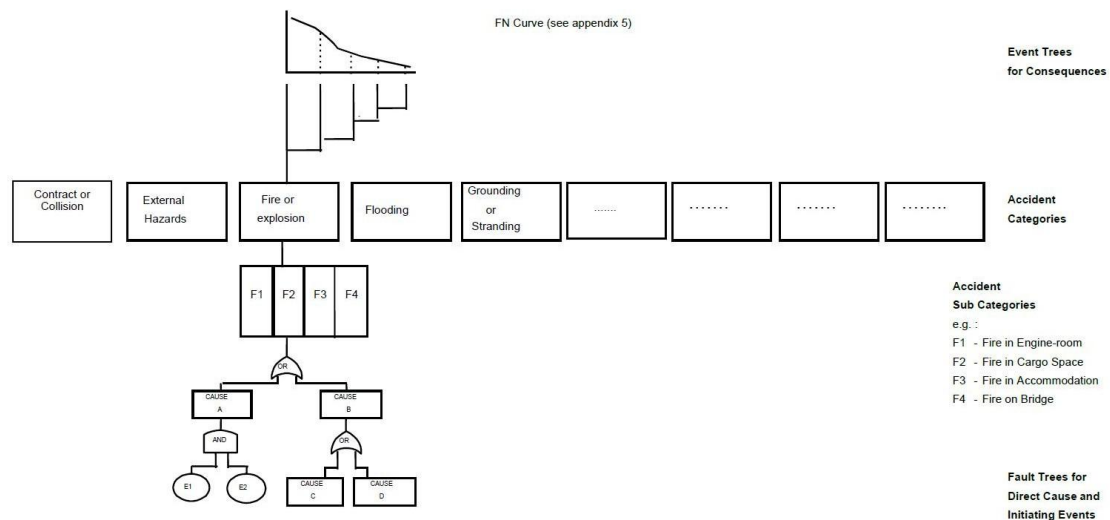 FN Curve (see appendix 5)
Event Trees
for Consequences
Contract or
Collision
External
Hazards
Fire or
explosion
Flooding
Grounding
or
Stranding
.......
.......
.......
........
Accident
Categories
F1 F2 F3 F4
Accident
Sub Categories
e.g. :
F1 - Fire in Engine-room
F2 - Fire in Cargo Space
F3 - Fire in Accommodation
F4 - Fire on Bridge
OR
CAUSE
A
CAUSE
B
AND
OR
E1
E2
CAUSE
C
CAUSE
D
Fault Trees for
Direct Cause and
Initiating Events